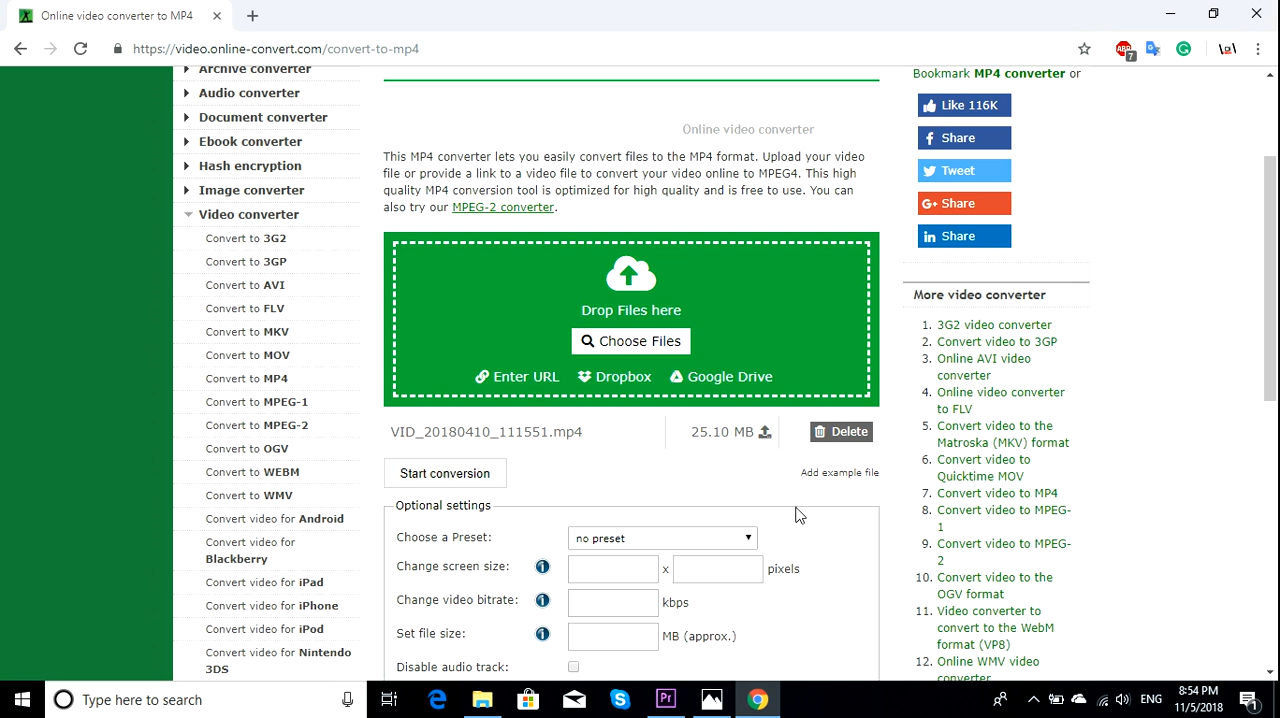 Online video converter to MP4
https://video.online-convert.com/convert-to-mp4
ABP
7
Archive converter
Audio converter
Document converter
Ebook converter
Hash encryption
Image converter
Video converter
Convert to 3G2
Convert to 3GP
Convert to AVI
Convert to FLV
Convert to MKV
Convert to MOV
Convert to MP4
Convert to MPEG-1
Convert to MPEG-2
Convert to OGV
Convert to WEBM
Convert to WMV
Convert video for Android
Convert video for
Blackberry
Convert video for iPad
Convert video for iPhone
Convert video for iPod
Convert video for Nintendo
3DS
Online video converter
This MP4 converter lets you easily convert files to the MP4 format. Upload your video
file or provide a link to a video file to convert your video online to MPEG4. This high
quality MP4 conversion tool is optimized for high quality and is free to use. You can
also try our MPEG-2 converter.
Drop Files here
Choose Files
Enter URL Dropbox Google Drive
VID_20180410_111551.mp4 25.10 MB Delete
Start conversion Add example file
Optional settings
Choose a Preset: no preset
Change screen size: x pixels
Change video bitrate: kbps
Set file size: MB (approx.)
Disable audio track:
Bookmark MP4 converter or
Like 116K
Share
Tweet
G+ Share
in Share
More video converter
1. 3G2 video converter
2. Convert video to 3GP
3. Online AVI video
converter
4. Online video converter
to FLV
5. Convert video to the
Matroska (MKV) format
6. Convert video to
Quicktime MOV
7. Convert video to MP4
8. Convert video to MPEG-
1
9. Convert video to MPEG-
2
10. Convert video to the
OGV format
11. Video converter to
convert to the WebM
format (VP8)
12. Online WMV video
converter
Type here to search
Pr
ENG
8:54 PM
11/5/2018
1